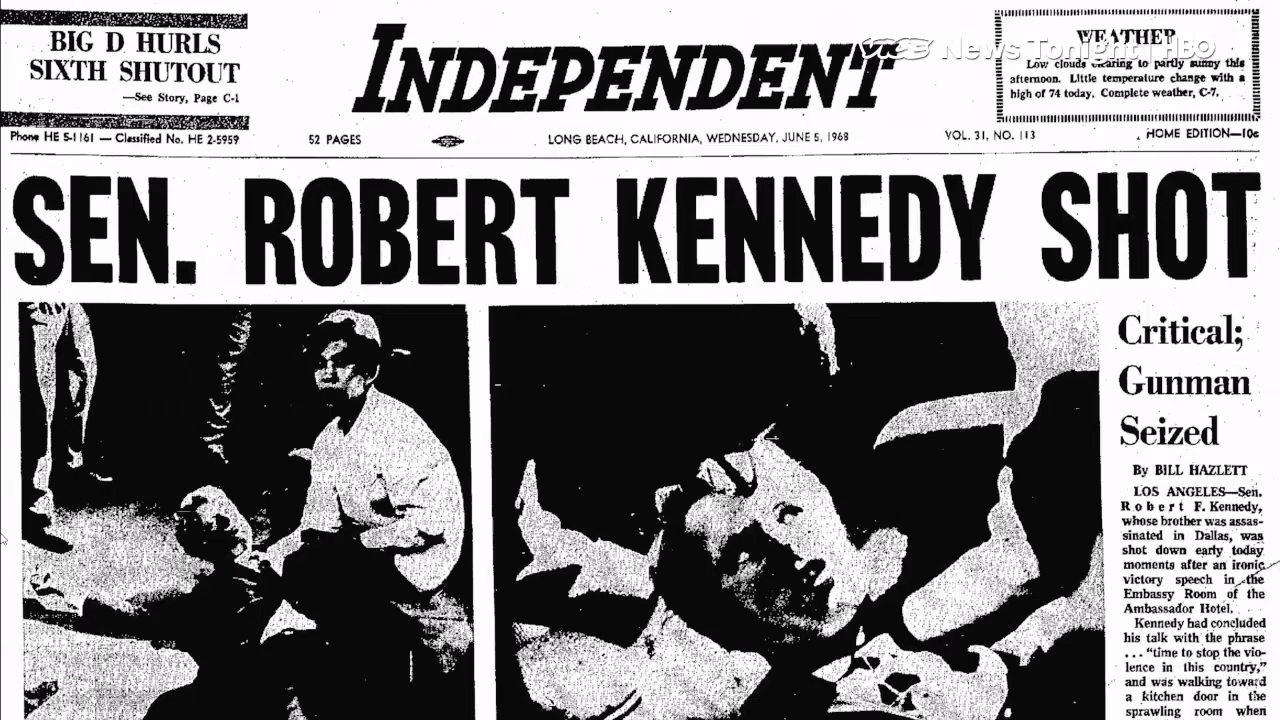 BIG D HURLS
SIXTH SHUTOUT
—See Story, Page C-1
INDEPENDENT
WEATHER
Low clouds clearing to partly sunny this
afternoon. Little temperature change with a
high of 74 today. Complete weather, C-7.
VICE News Tonight | HBO
Phone HE 5-1161 — Classified No. HE 2-5959
52 PAGES
LONG BEACH, CALIFORNIA, WEDNESDAY, JUNE 5, 1968
VOL. 31, NO. 113
HOME EDITION—10c
SEN. ROBERT KENNEDY SHOT
Critical;
Gunman
Seized
By BILL HAZLETT
LOS ANGELES—Sen.
Robert F. Kennedy,
whose brother was assas-
sinated in Dallas, was
shot down early today
moments after an ironic
victory speech in the
Embassy Room of the
Ambassador Hotel.
Kennedy had concluded
his talk with the phrase
... "time to stop the vio-
lence in this country,"
and was walking toward
a kitchen door in the
sprawling room when